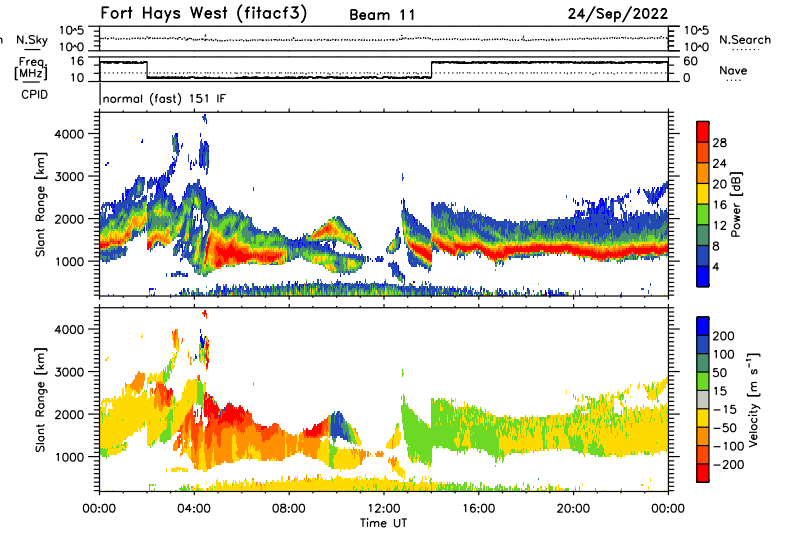 Fort Hays West (fitacf3) Beam 11 24/Sep/2022
N.Sky 10^5 10^0 10^5 10^0 N.Search
Freq. [MHz] 16 10 60 0 Nave
CPID normal (fast) 151 IF
Slant Range [km] 4000 3000 2000 1000
28 24 20 16 12 8 4 Power [dB]
Slant Range [km] 4000 3000 2000 1000
200 100 50 15 -15 -50 -100 -200 Velocity [m s⁻¹]
00:00 04:00 08:00 12:00 16:00 20:00 00:00
Time UT